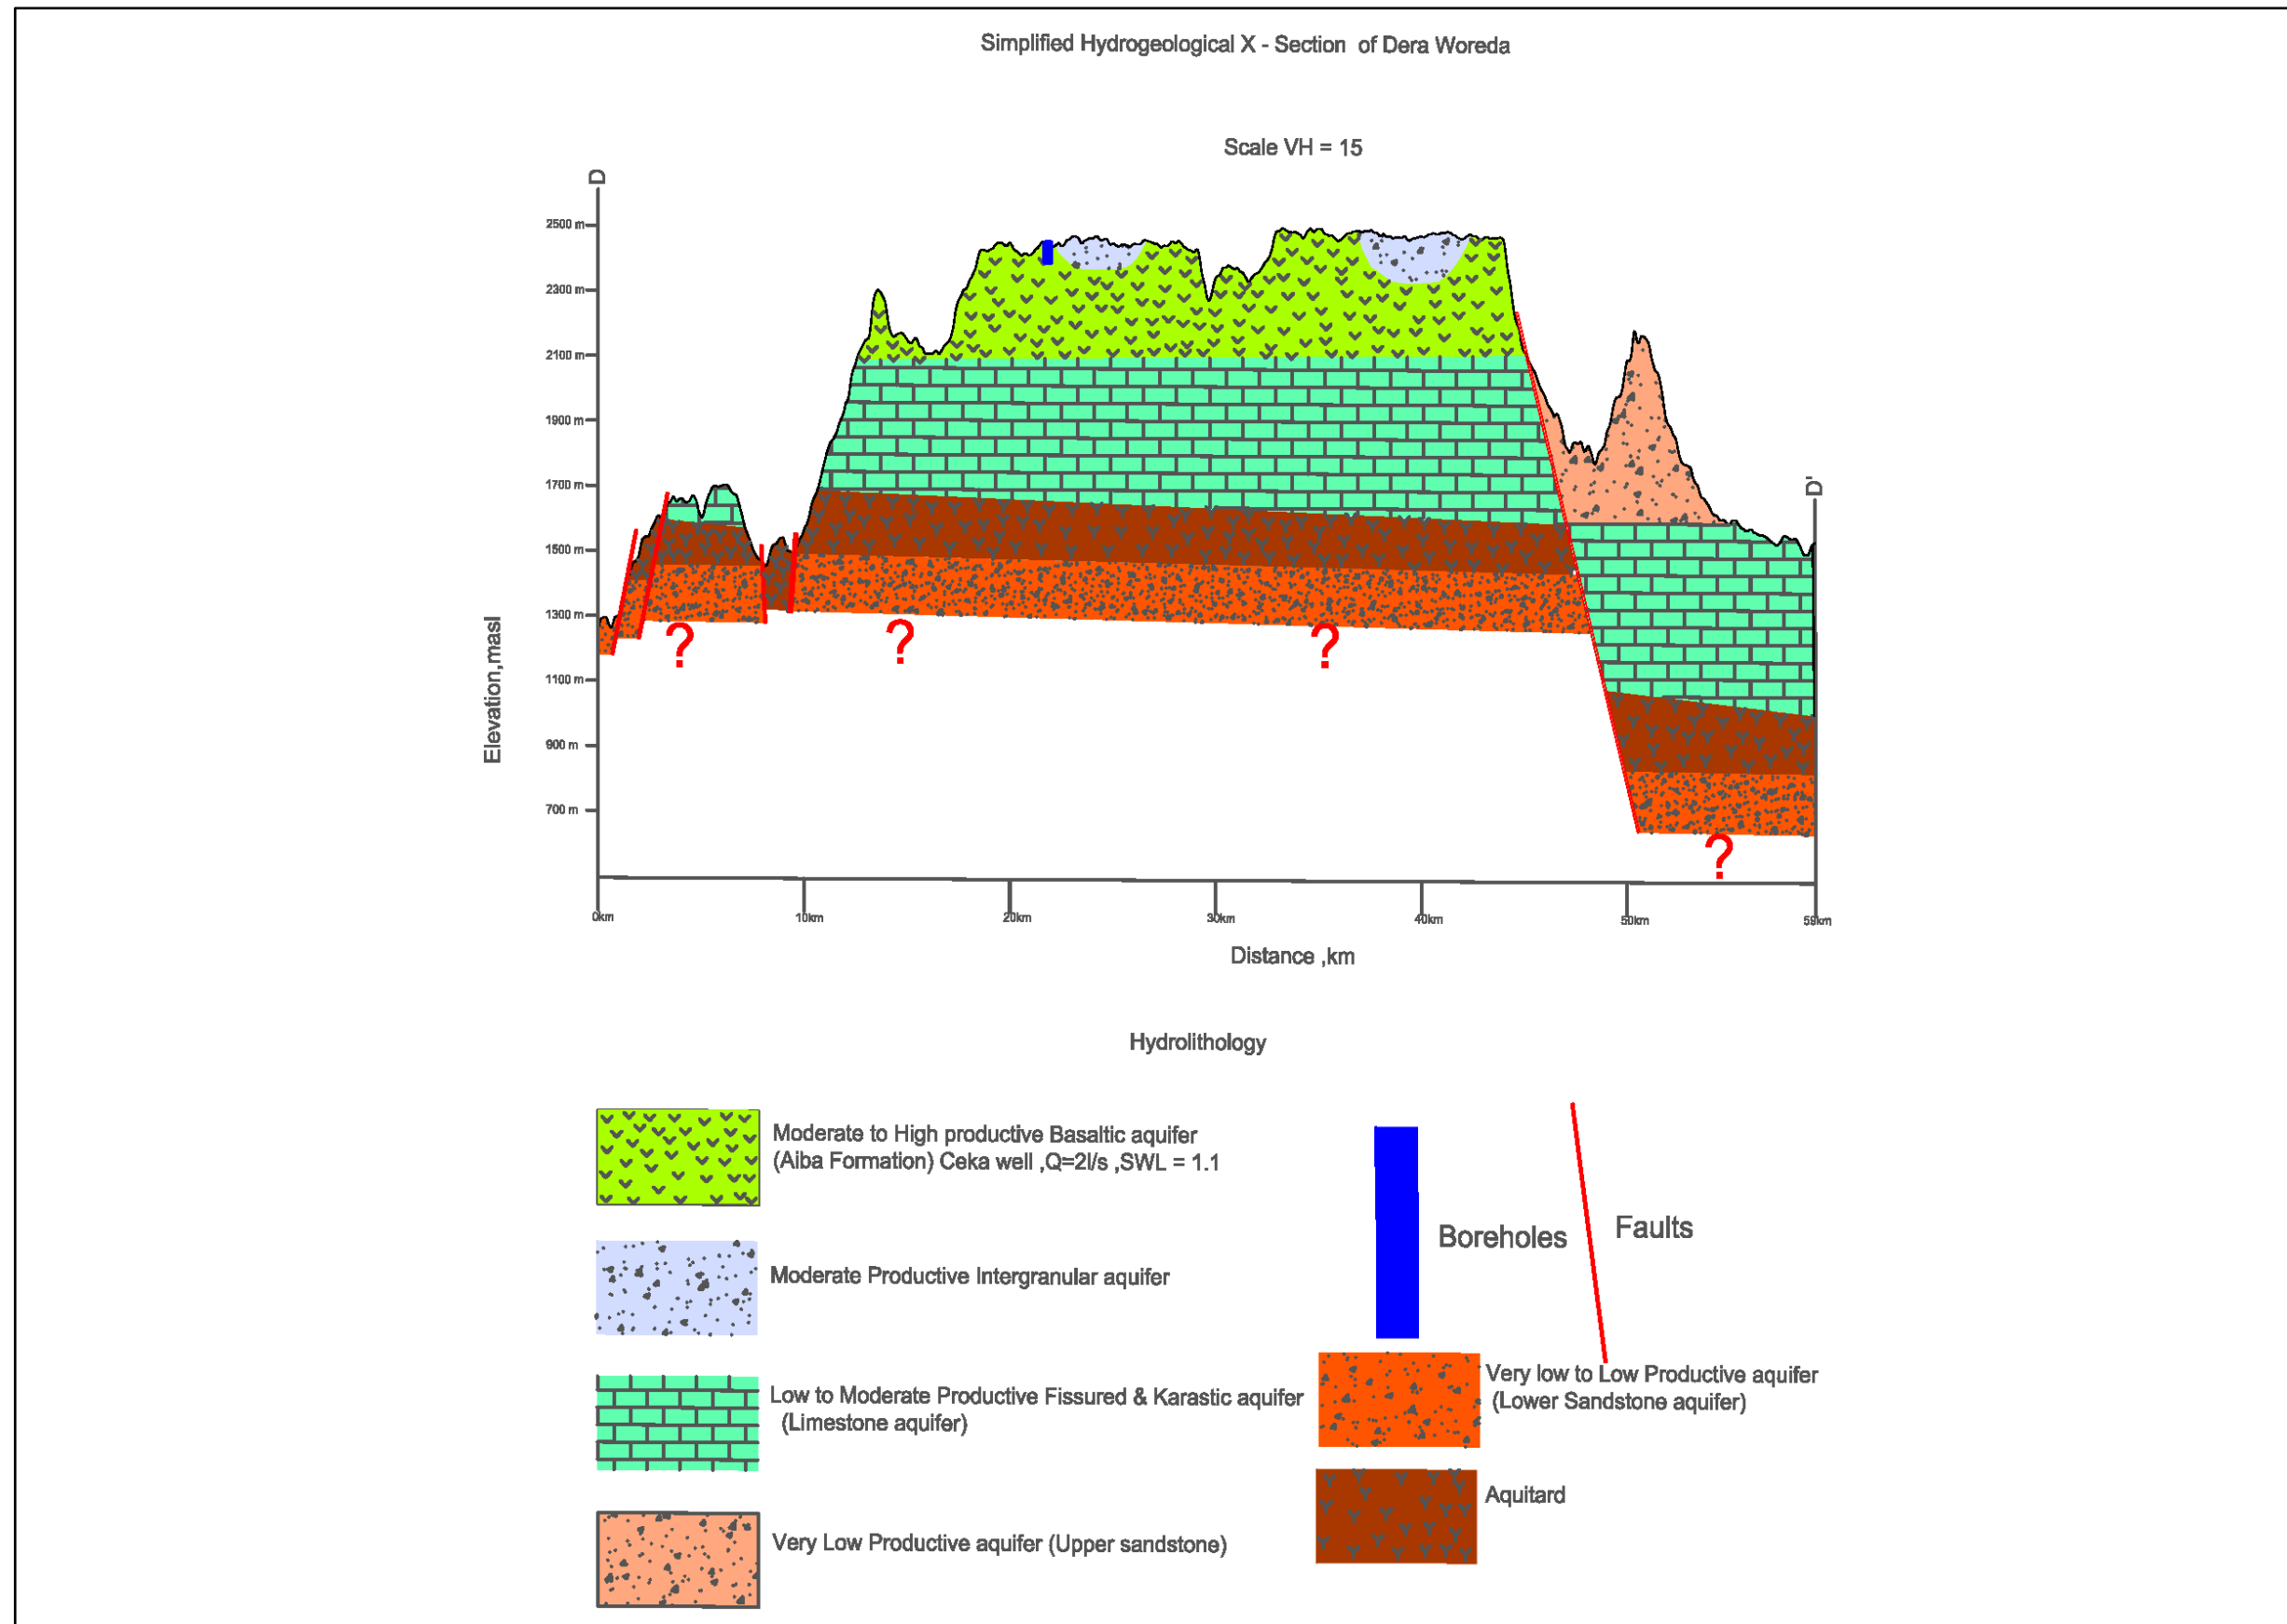 Simplified Hydrogeological X - Section of Dera Woreda
Scale VH = 15
D
D'
2500 m
2300 m
2100 m
1900 m
1700 m
1500 m
1300 m
1100 m
900 m
700 m
Elevation,masl
?
?
?
?
0km
10km
20km
30km
40km
50km
59km
Distance ,km
Hydrolithology
Moderate to High productive Basaltic aquifer
(Aiba Formation) Ceka well ,Q=2l/s ,SWL = 1.1
Moderate Productive Intergranular aquifer
Low to Moderate Productive Fissured & Karastic aquifer
(Limestone aquifer)
Very Low Productive aquifer (Upper sandstone)
Boreholes
Faults
Very low to Low Productive aquifer
(Lower Sandstone aquifer)
Aquitard